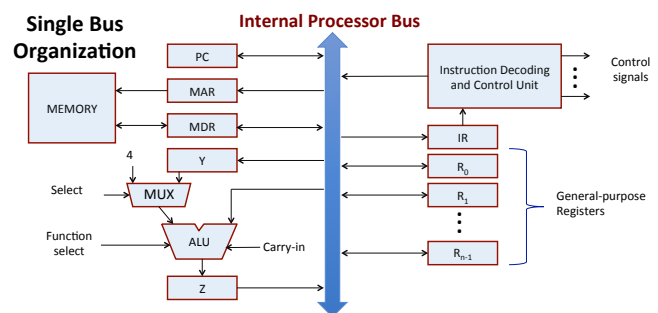 Single Bus
Organization
Internal Processor Bus
PC
MAR
MEMORY
MDR
Y
4
Select
MUX
Function
select
ALU
Carry-in
Z
Instruction Decoding
and Control Unit
Control
signals
IR
R0
R1
General-purpose
Registers
Rn-1